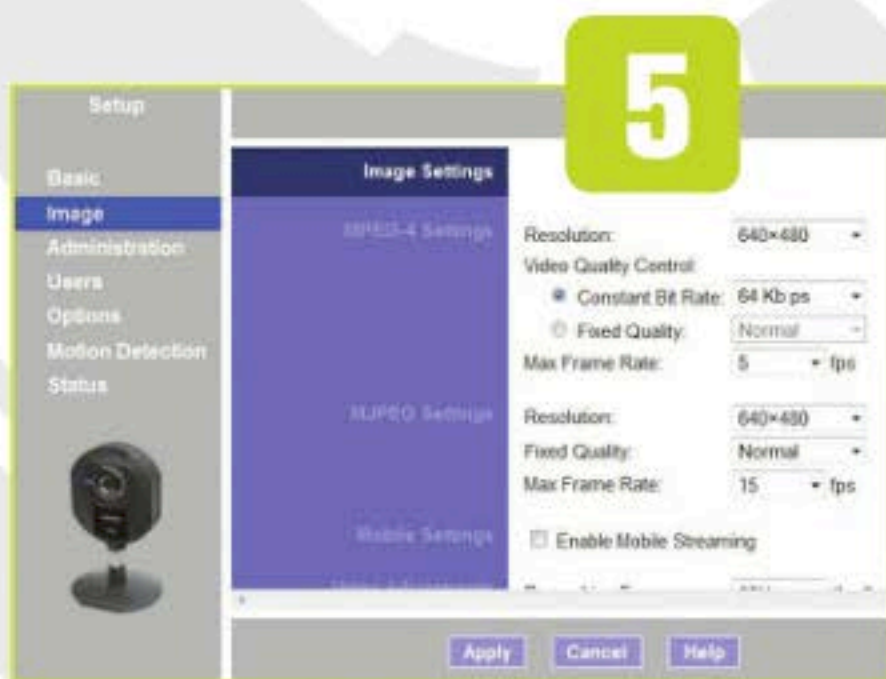 5
Setup
Basic
Image
Administration
Users
Options
Motion Detection
Status
Image Settings
MPEG-4 Settings
Resolution: 640×480
Video Quality Control:
Constant Bit Rate: 64 Kbps
Fixed Quality: Normal
Max Frame Rate: 5 fps
MJPEG Settings
Resolution: 640×480
Fixed Quality: Normal
Max Frame Rate: 15 fps
Mobile Settings
Enable Mobile Streaming
Apply Cancel Help